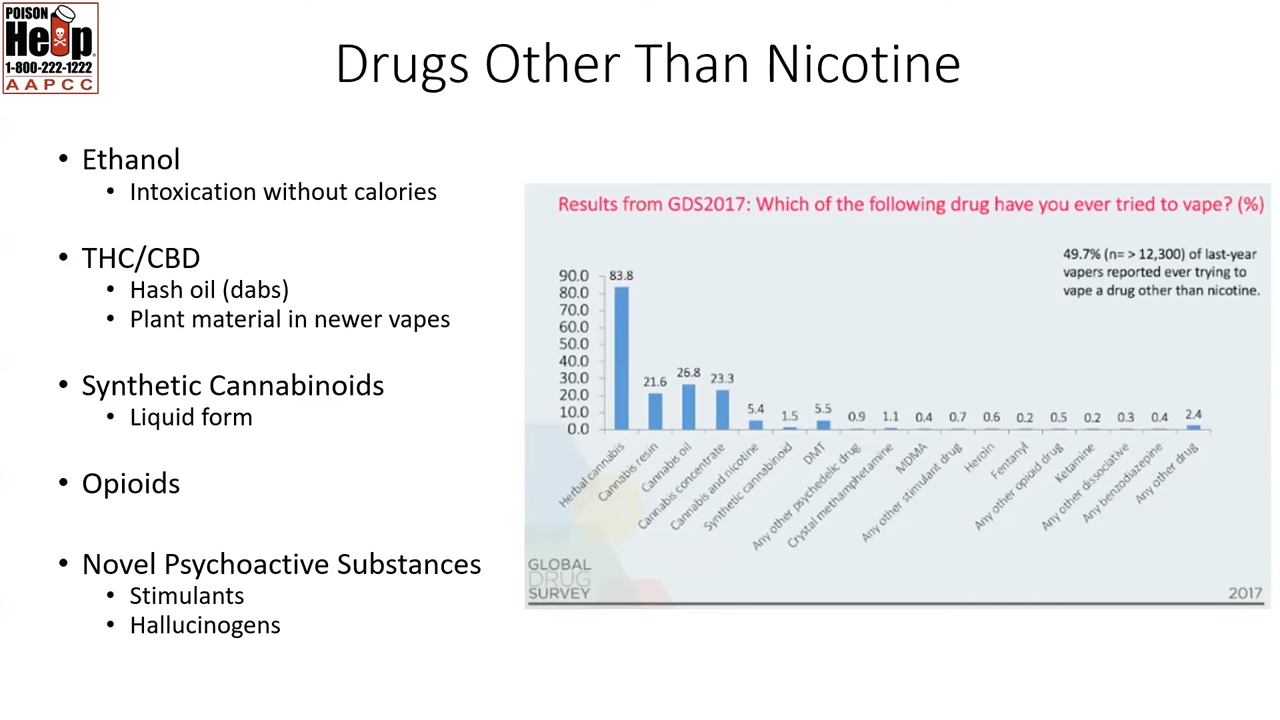 POISON
Help
1-800-222-1222
AAPCC
Drugs Other Than Nicotine
• Ethanol
• Intoxication without calories
• THC/CBD
• Hash oil (dabs)
• Plant material in newer vapes
• Synthetic Cannabinoids
• Liquid form
• Opioids
• Novel Psychoactive Substances
• Stimulants
• Hallucinogens
Results from GDS2017: Which of the following drug have you ever tried to vape? (%)
49.7% (n= > 12,300) of last-year
vapers reported ever trying to
vape a drug other than nicotine.
90.0
80.0
70.0
60.0
50.0
40.0
30.0
20.0
10.0
0.0
83.8
21.6
26.8
23.3
5.4
1.5
5.5
0.9
1.1
0.4
0.7
0.6
0.2
0.5
0.2
0.3
0.4
2.4
Herbal cannabis
Cannabis resin
Cannabis oil
Cannabis concentrate
Cannabis and nicotine
Synthetic cannabinoid
DMT
Any other psychedelic drug
Crystal methamphetamine
MDMA
Any other stimulant drug
Heroin
Fentanyl
Any other opioid drug
Ketamine
Any other dissociative
Any benzodiazepine
Any other drug
GLOBAL
DRUG
SURVEY
2017